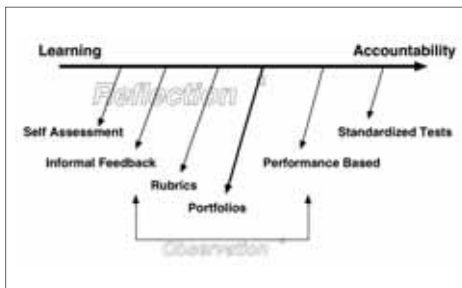 Learning Accountability
Reflection
Self Assessment
Standardized Tests
Informal Feedback
Performance Based
Rubrics
Portfolios
Observation